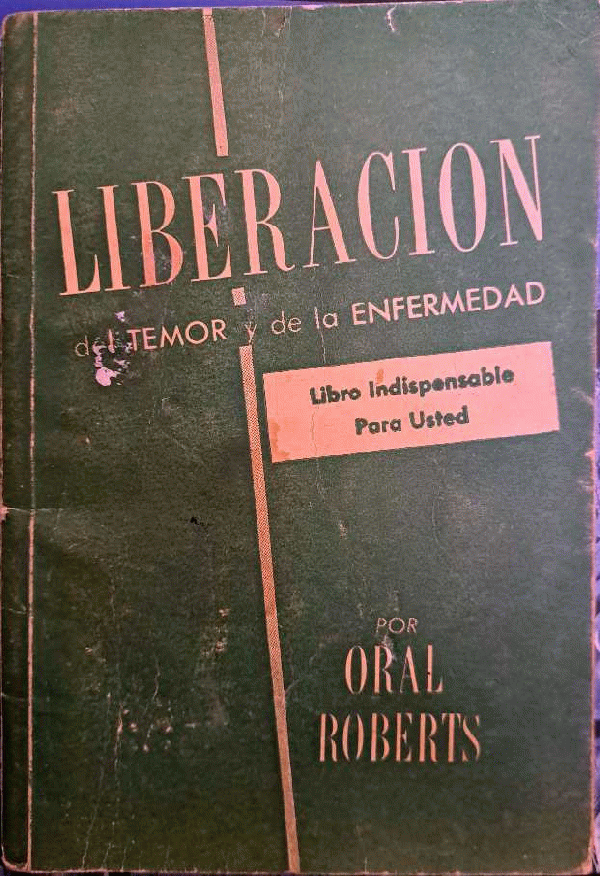 LIBERACION
del TEMOR y de la ENFERMEDAD
Libro Indispensable
Para Usted
POR
ORAL
ROBERTS